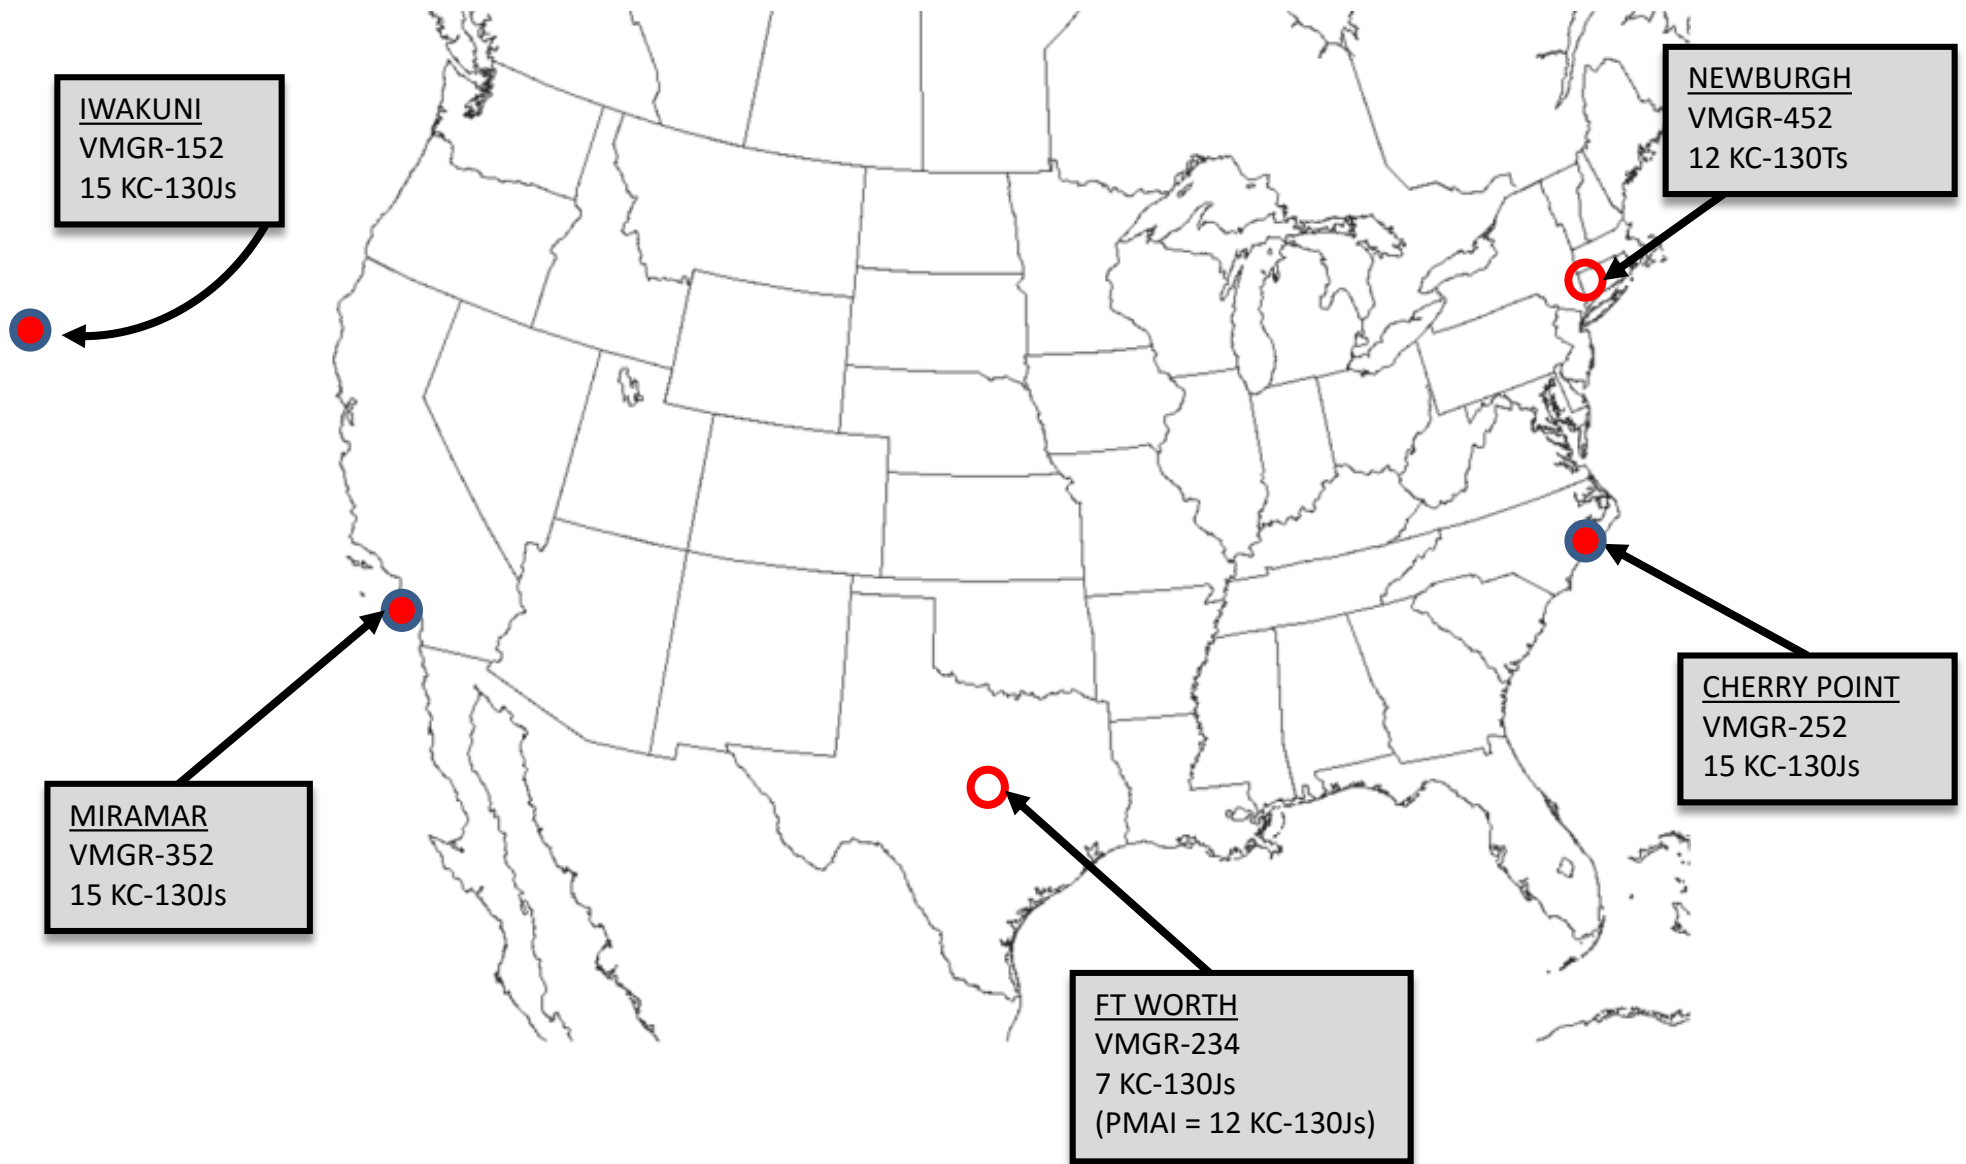 IWAKUNI
VMGR-152
15 KC-130Js
NEWBURGH
VMGR-452
12 KC-130Ts
MIRAMAR
VMGR-352
15 KC-130Js
CHERRY POINT
VMGR-252
15 KC-130Js
FT WORTH
VMGR-234
7 KC-130Js
(PMAI = 12 KC-130Js)